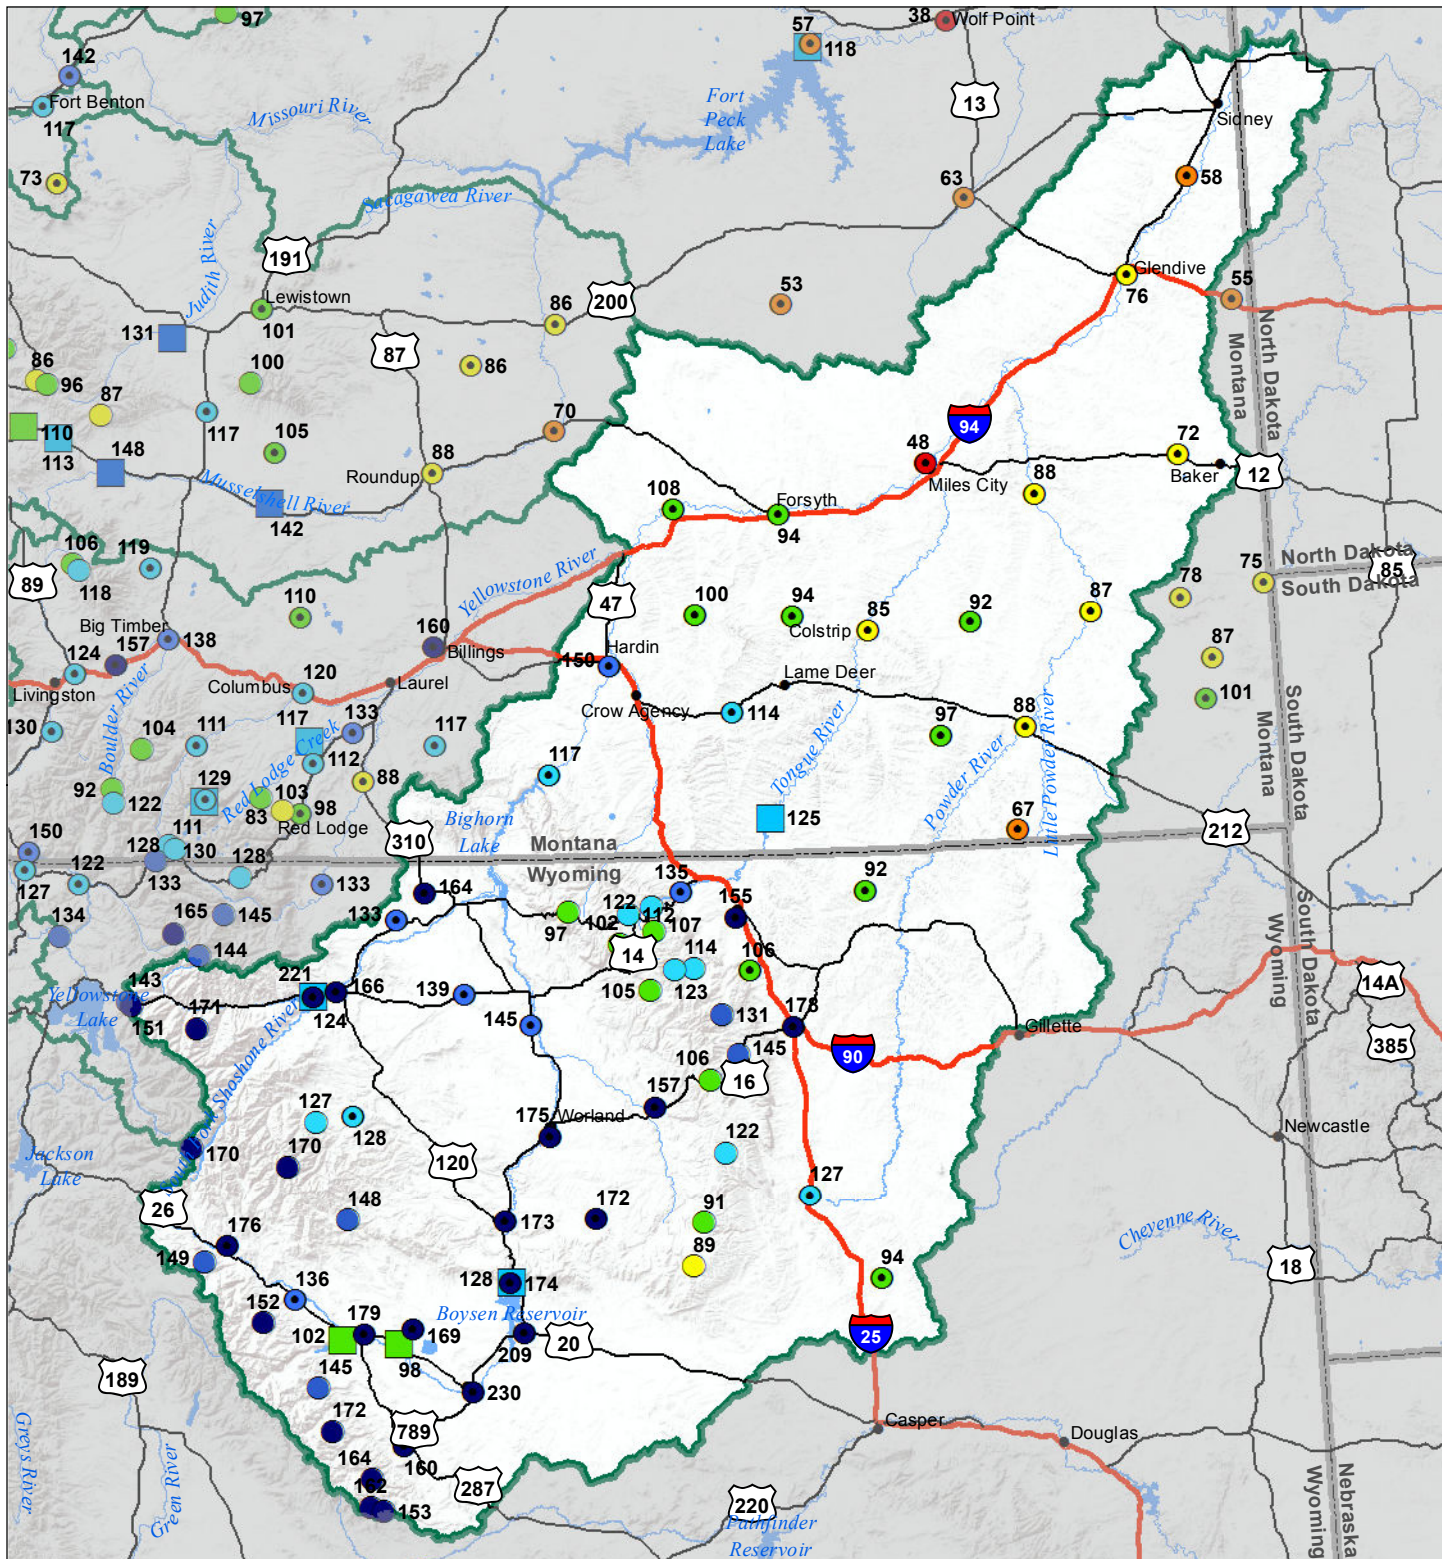 97
38
Wolf Point
57
118
142
Fort Benton
117
Missouri River
Fort
Peck
Lake
13
Sidney
73
63
58
Sacagawea River
191
Judith River
Glendive
76
55
53
Lewistown
101
86
200
131
87
86
North Dakota
Montana
86
96
100
87
117
70
94
110
113
105
148
88
Roundup
48
Miles City
72
Baker
12
88
Musselshell River
142
108
Forsyth
94
106
118
119
89
Yellowstone River
North Dakota
South Dakota
85
75
78
110
47
100
94
85
Colstrip
92
87
Big Timber
157
138
160
Billings
Hardin
150
87
124
Livingston
Boulder River
120
Columbus
Laurel
Lame Deer
Crow Agency
114
101
South Dakota
Montana
130
104
111
117
133
117
112
Red Lodge Creek
88
97
88
Tongue River
Powder River
Little Powder River
117
92
122
129
103
83
98
Red Lodge
Bighorn
Lake
125
67
212
150
111
128
130
310
Montana
Wyoming
127
122
133
128
133
164
135
92
134
165
145
133
97
122
112
102
107
155
South Dakota
Wyoming
144
14
114
106
143
Yellowstone
Lake
151
171
221
166
124
139
105
123
14A
145
131
178
Gillette
385
90
145
106
16
157
127
128
175
Worland
Newcastle
170
170
Jackson
Lake
120
122
127
26
148
173
172
91
Cheyenne River
176
149
89
18
128
174
94
136
Boysen Reservoir
152
179
169
102
98
209
20
25
189
145
230
172
789
Casper
Douglas
Greys River
Green River
164
160
162
153
287
220
Pathfinder
Reservoir
Nebraska
Wyoming